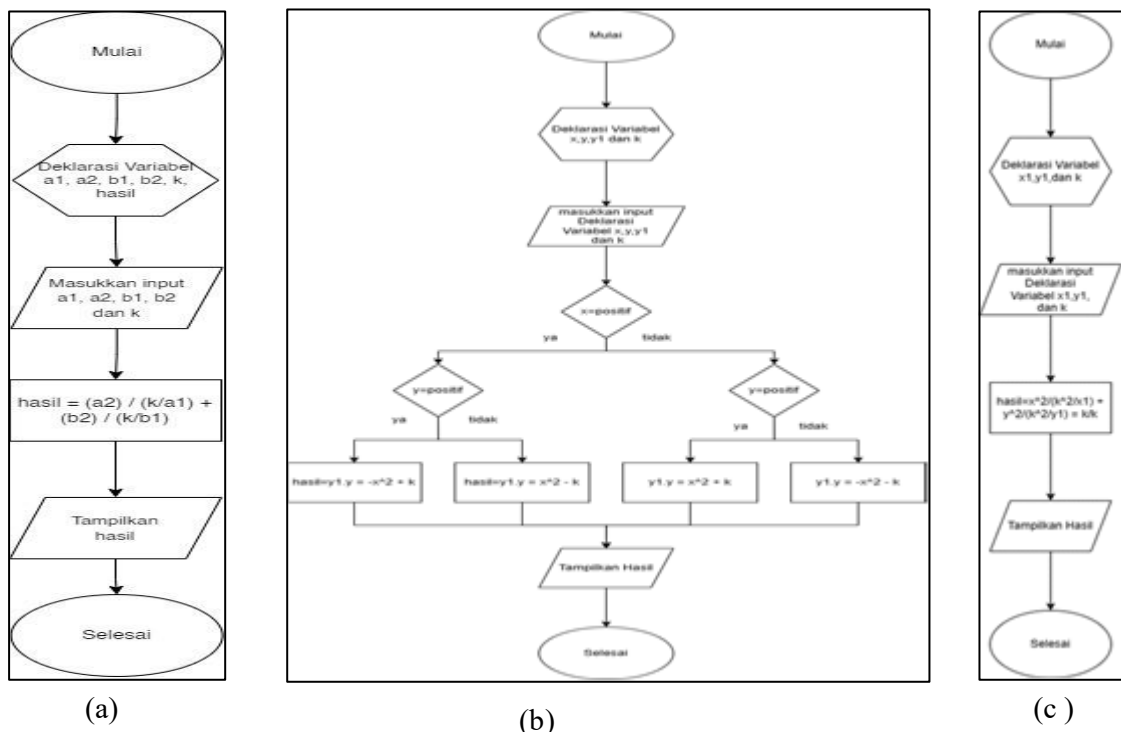 Mulai
Deklarasi Variabel
a1, a2, b1, b2, k,
hasil
Masukkan input
a1, a2, b1, b2
dan k
hasil = (a2) / (k/a1) +
(b2) / (k/b1)
Tampilkan
hasil
Selesai
(a)
Mulai
Deklarasi Variabel
x,y,y1 dan k
masukkan input
Deklarasi
Variabel x,y,y1
dan k
x=positif
ya
tidak
y=positif
y=positif
ya
tidak
ya
tidak
hasil=y1.y = -x^2 + k
hasil=y1.y = x^2 - k
y1.y = x^2 + k
y1.y = -x^2 - k
Tampilkan Hasil
Selesai
(b)
Mulai
Deklarasi Variabel
x1,y1,dan k
masukkan input
Deklarasi
Variabel x1,y1,
dan k
hasil=x^2/(k^2/x1) +
y^2/(k^2/y1) = k/k
Tampilkan Hasil
Selesai
(c )